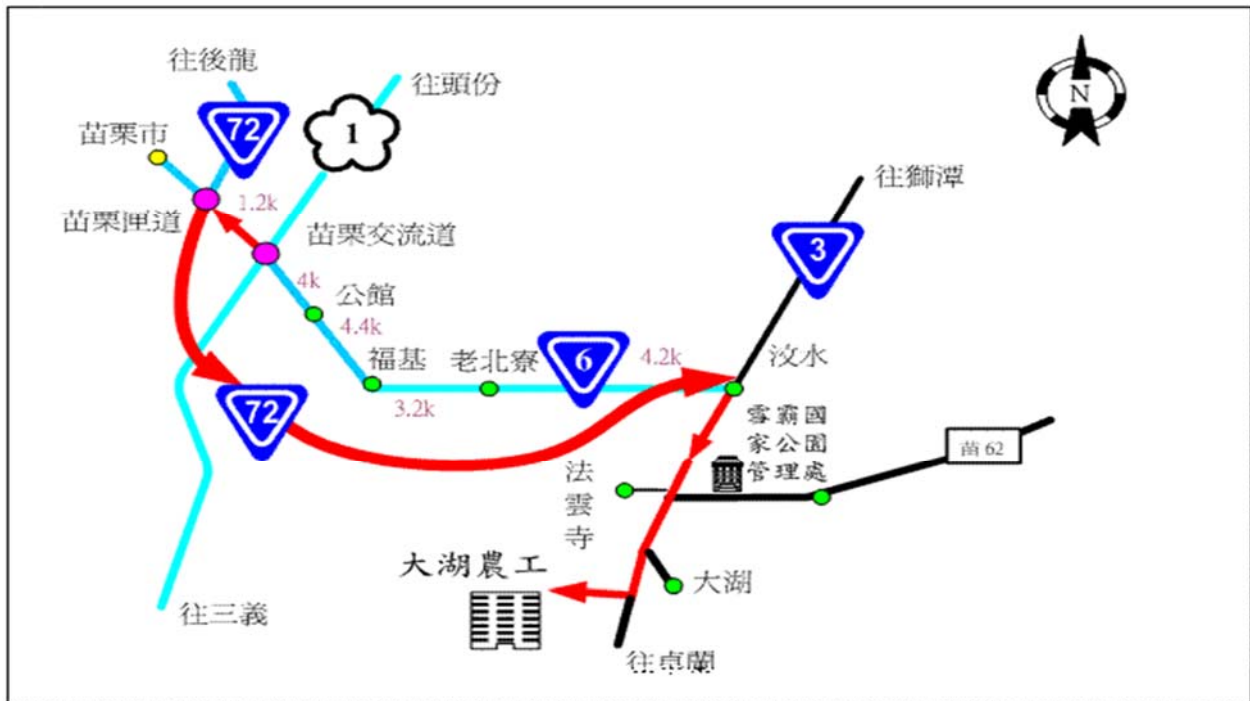 往後龍
往頭份
72
苗栗市
1
N
往獅潭
1.2k
苗栗匝道
苗栗交流道
3
4k
公館
4.4k
福基
老北寮
6
4.2k
汶水
72
3.2k
雪霸國
家公園
管理處
苗 62
法
雲
寺
大湖農工
大湖
往三義
往卓蘭